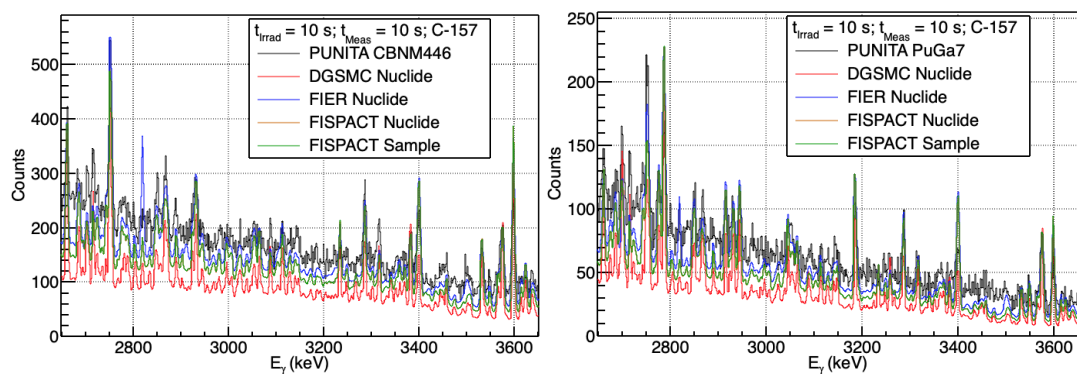 t_Irrad = 10 s; t_Meas = 10 s; C-157
PUNITA CBNM446
DGSMC Nuclide
FIER Nuclide
FISPACT Nuclide
FISPACT Sample
Counts
500
400
300
200
100
0
2800 3000 3200 3400 3600
E_γ (keV)
t_Irrad = 10 s; t_Meas = 10 s; C-157
PUNITA PuGa7
DGSMC Nuclide
FIER Nuclide
FISPACT Nuclide
FISPACT Sample
Counts
250
200
150
100
50
0
2800 3000 3200 3400 3600
E_γ (keV)